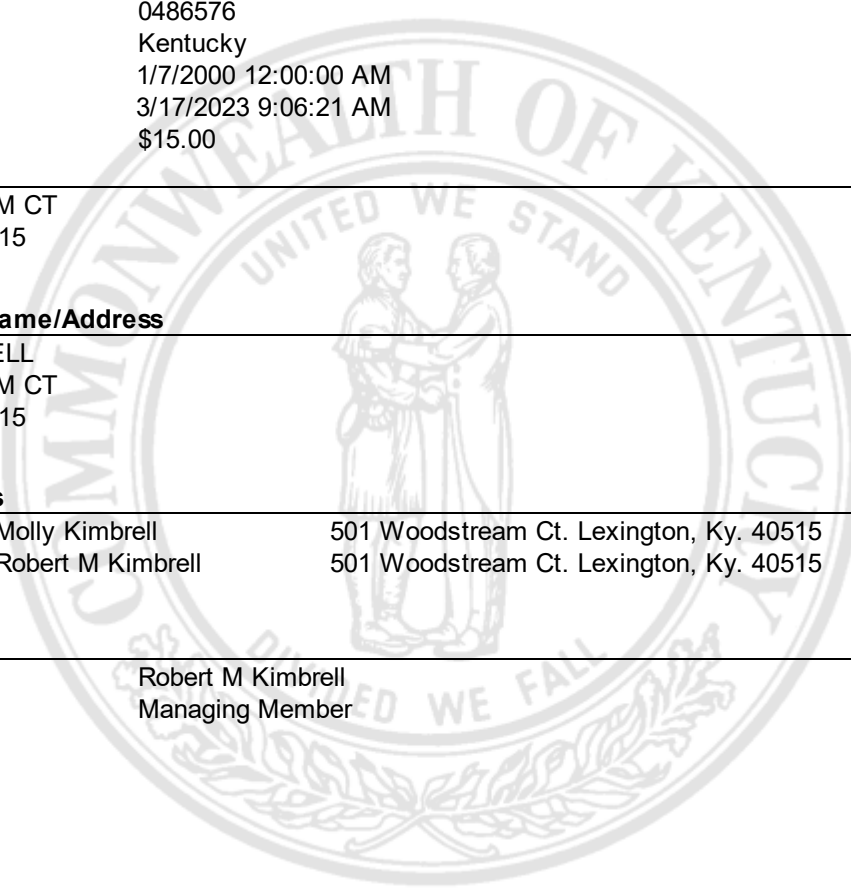 0486576
Kentucky
1/7/2000 12:00:00 AM
3/17/2023 9:06:21 AM
$15.00
M CT
15
ame/Address
ELL
M CT
15
s
Molly Kimbrell 501 Woodstream Ct. Lexington, Ky. 40515
Robert M Kimbrell 501 Woodstream Ct. Lexington, Ky. 40515
Robert M Kimbrell
Managing Member
COMMONWEALTH OF KENTUCKY
UNITED WE STAND
DIVIDED WE FALL